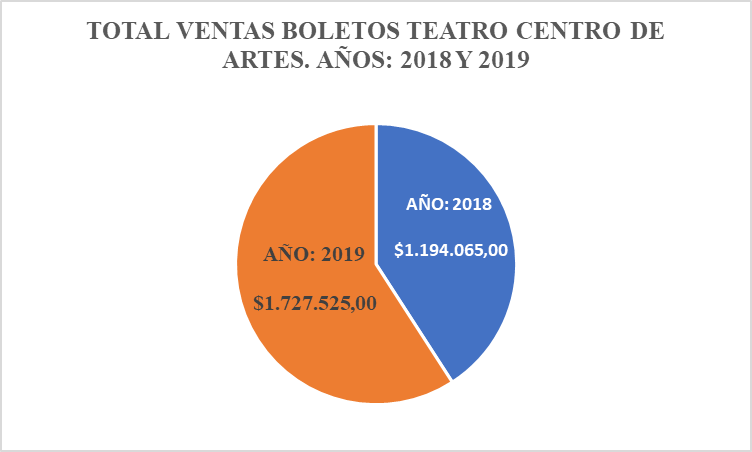 TOTAL VENTAS BOLETOS TEATRO CENTRO DE
ARTES. AÑOS: 2018 Y 2019
AÑO: 2018
$1.194.065,00
AÑO: 2019
$1.727.525,00